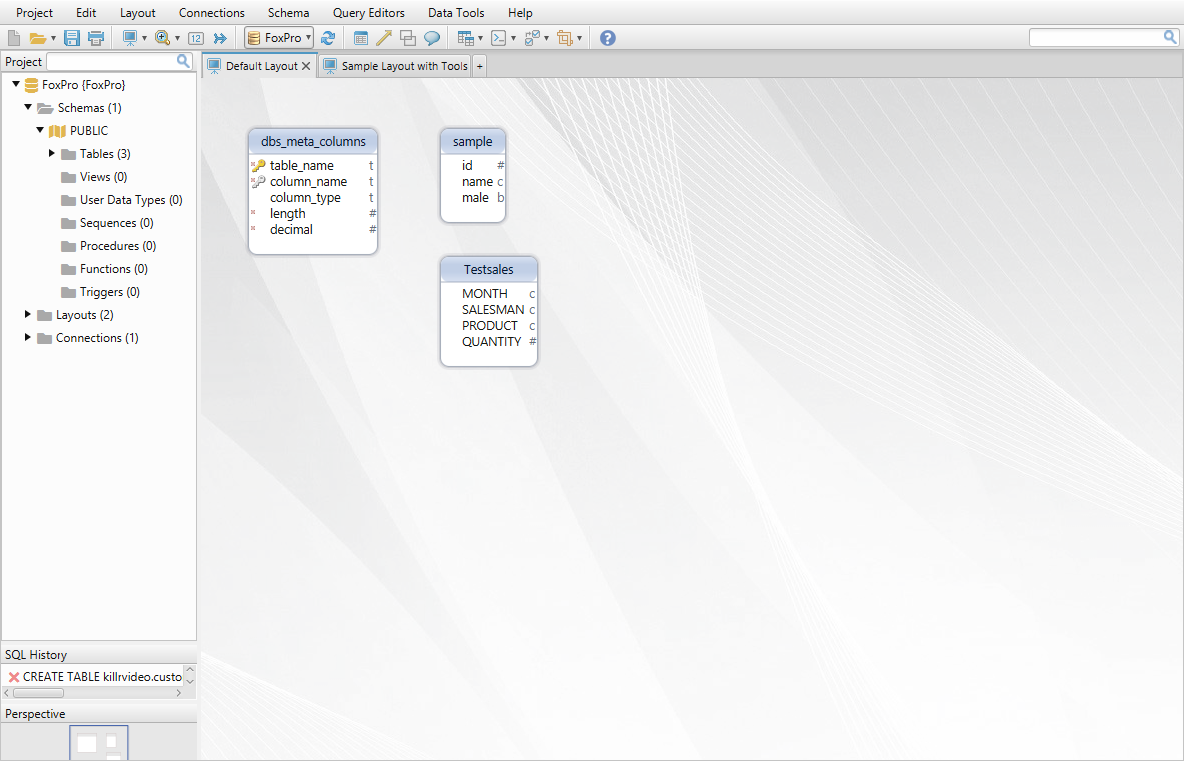 Project Edit Layout Connections Schema Query Editors Data Tools Help
12 FoxPro
Project
Default Layout Sample Layout with Tools +
FoxPro {FoxPro}
Schemas (1)
PUBLIC
Tables (3)
Views (0)
User Data Types (0)
Sequences (0)
Procedures (0)
Functions (0)
Triggers (0)
Layouts (2)
Connections (1)
dbs_meta_columns
table_name t
column_name t
column_type t
length #
decimal #
sample
id #
name c
male b
Testsales
MONTH c
SALESMAN c
PRODUCT c
QUANTITY #
SQL History
CREATE TABLE killrvideo.custo
Perspective